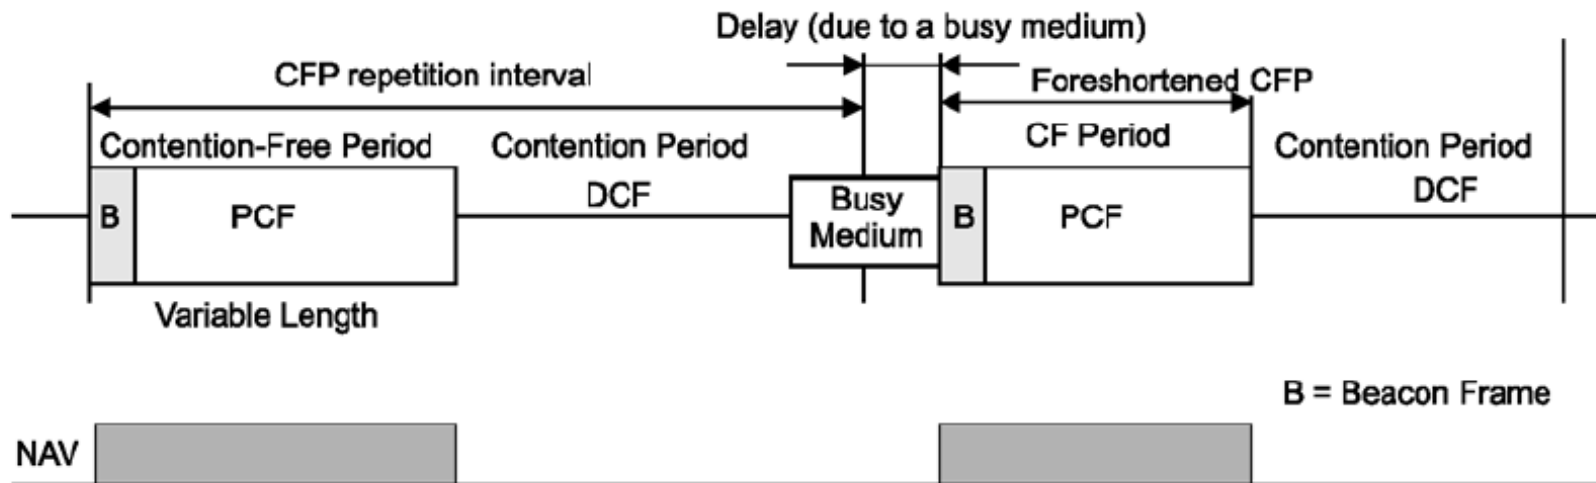 Delay (due to a busy medium)
CFP repetition interval
Foreshortened CFP
Contention-Free Period
Contention Period
CF Period
Contention Period
DCF
DCF
B
PCF
Busy
Medium
B
PCF
Variable Length
B = Beacon Frame
NAV